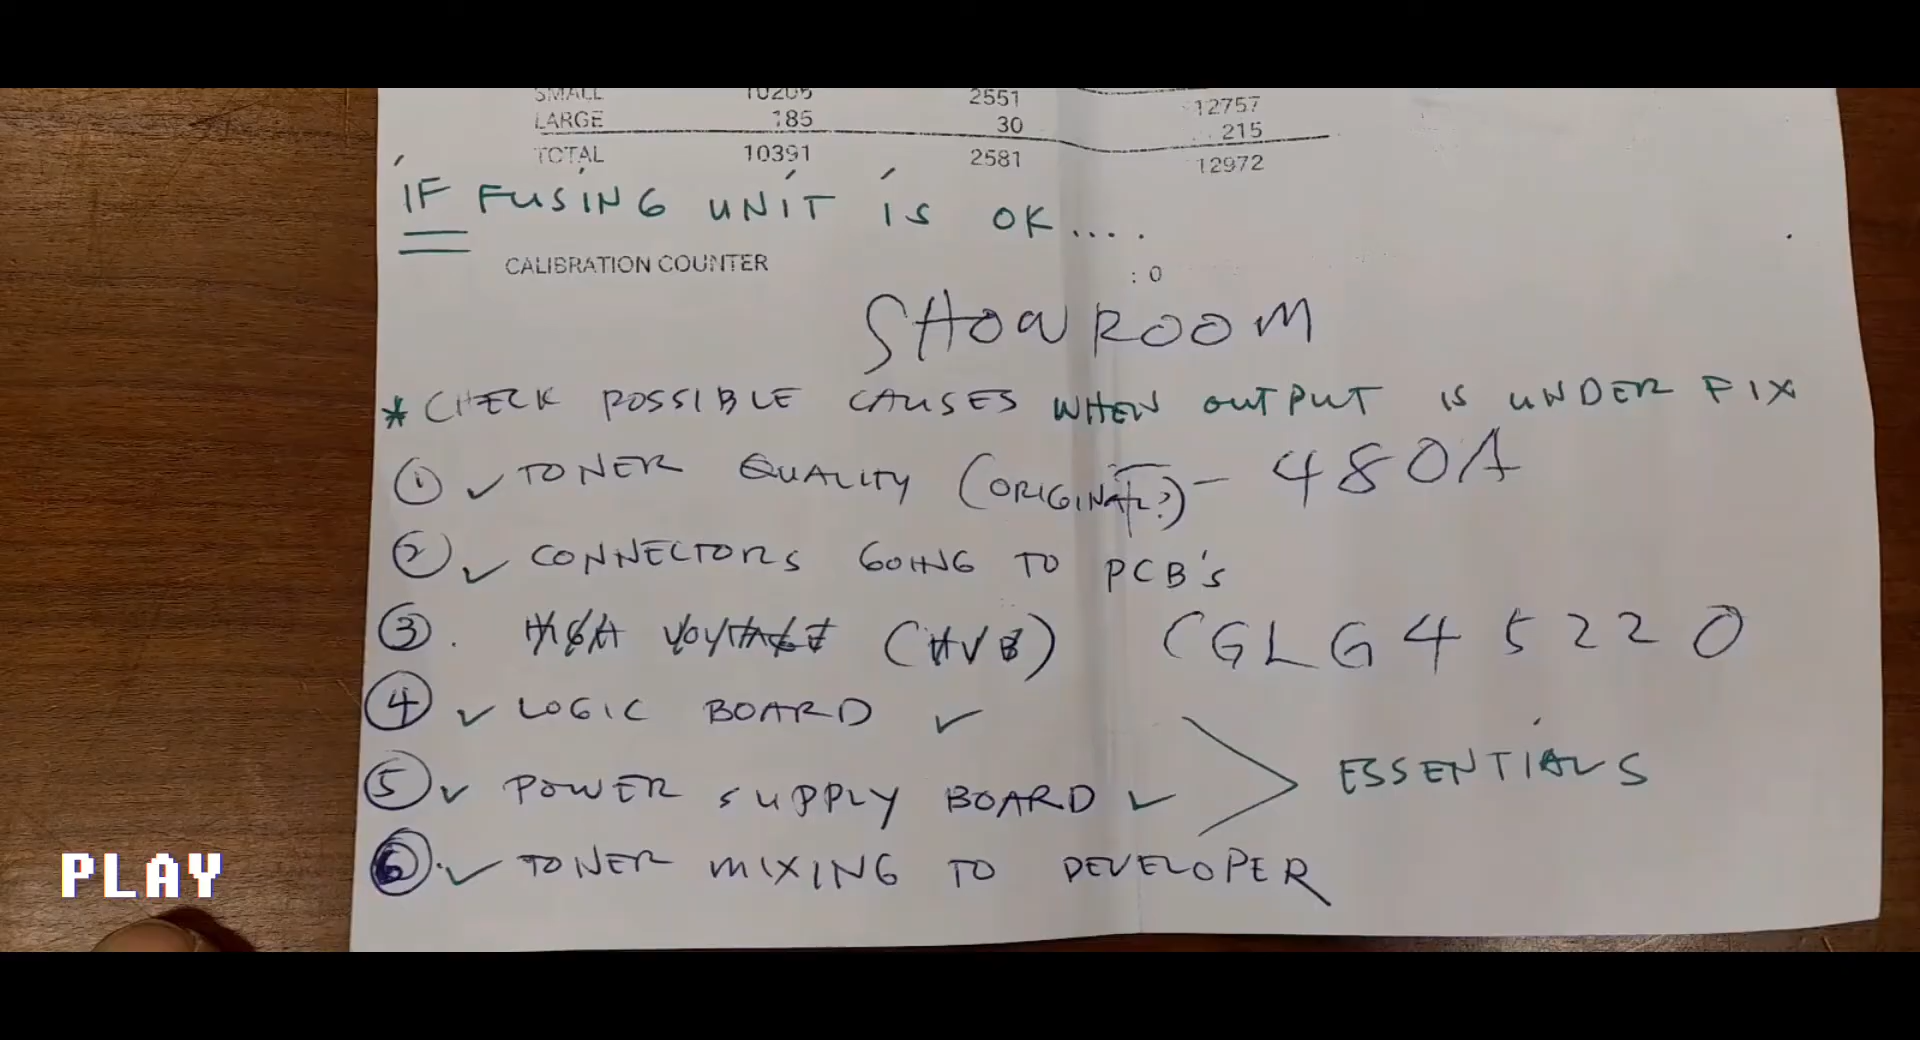 SMALL 10206 2551 12757
LARGE 185 30 215
TOTAL 10391 2581 12972
IF FUSING UNIT IS OK....
CALIBRATION COUNTER : 0
SHOWROOM
* CHECK POSSIBLE CAUSES WHEN OUTPUT IS UNDER FIX
① ✓ TONER QUALITY (ORIGINAL?) - 480A
② ✓ CONNECTORS GOING TO PCB'S
③ . HIGH VOLTAGE (HVB) CGLG45220
④ ✓ LOGIC BOARD ✓
⑤ ✓ POWER SUPPLY BOARD ✓ > ESSENTIALS
⑥ ✓ TONER MIXING TO DEVELOPER
PLAY